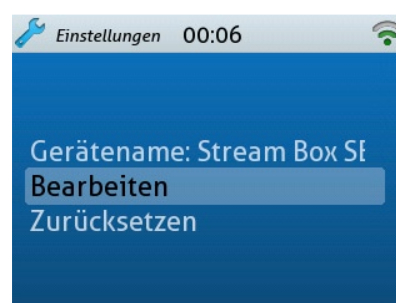 Einstellungen 00:06
Gerätename: Stream Box
Bearbeiten
Zurücksetzen